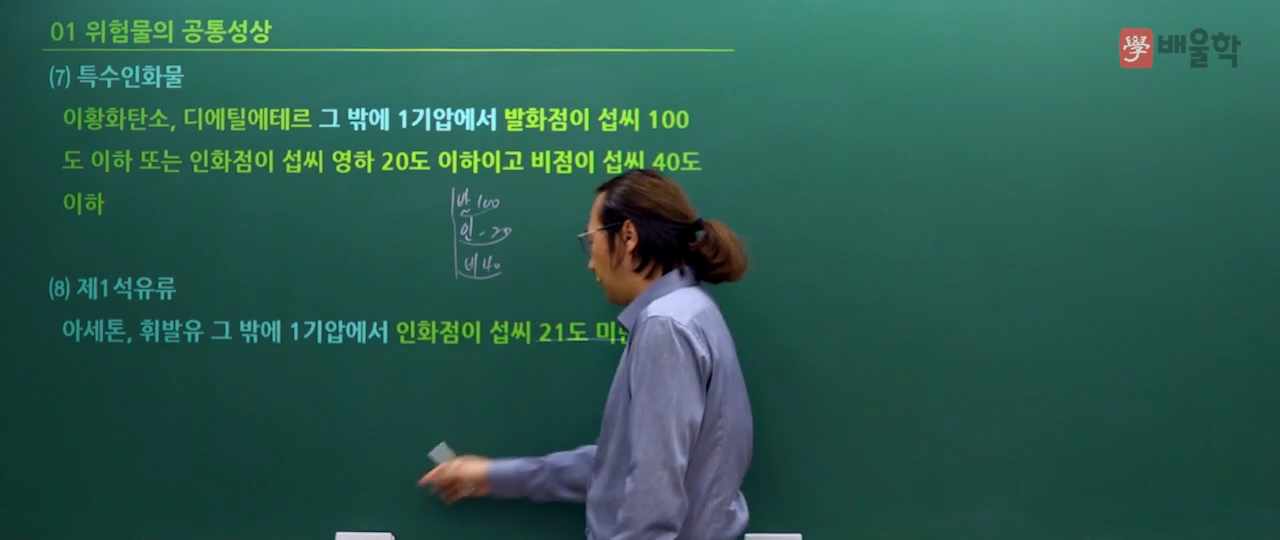 01 위험물의 공통성상
學 배울학
(7) 특수인화물
이황화탄소, 디에틸에테르 그 밖에 1기압에서 발화점이 섭씨 100
도 이하 또는 인화점이 섭씨 영하 20도 이하이고 비점이 섭씨 40도
이하
발 100
인 -20
비 40
(8) 제1석유류
아세톤, 휘발유 그 밖에 1기압에서 인화점이 섭씨 21도